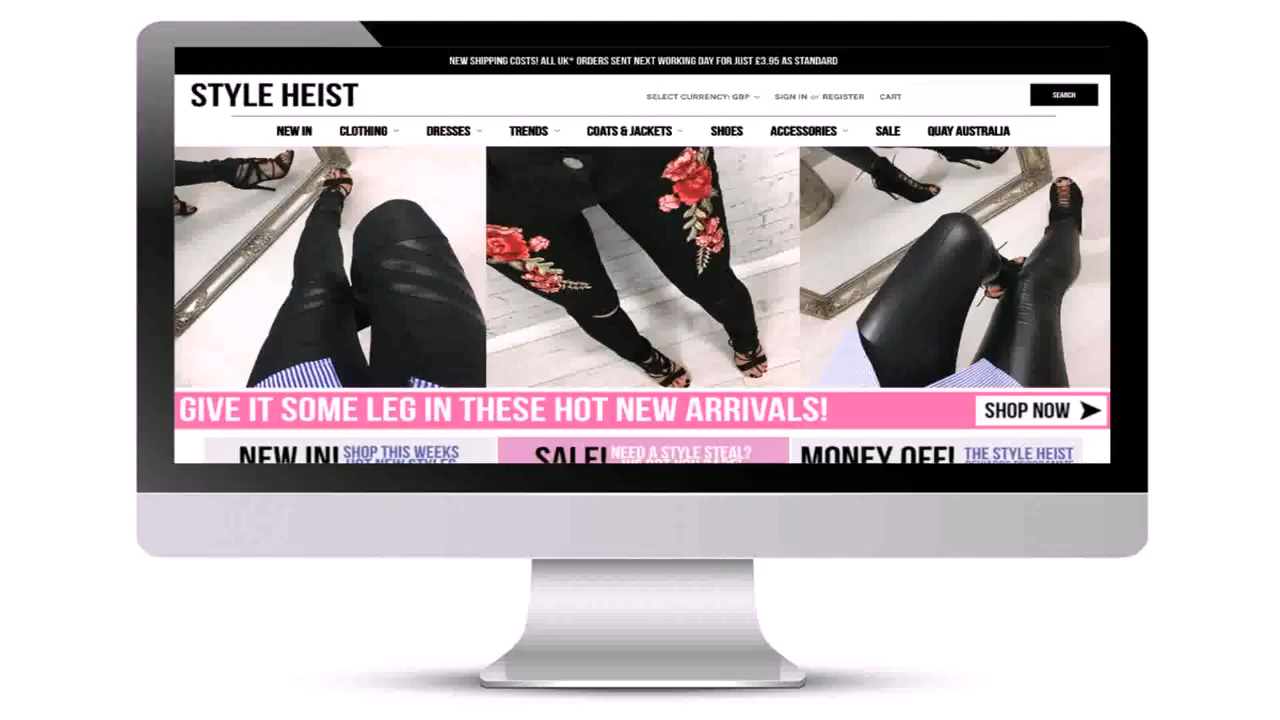 NEW SHIPPING COSTS! ALL UK* ORDERS SENT NEXT WORKING DAY FOR JUST £3.95 AS STANDARD
STYLE HEIST
SELECT CURRENCY: GBP SIGN IN or REGISTER CART SEARCH
NEW IN CLOTHING DRESSES TRENDS COATS & JACKETS SHOES ACCESSORIES SALE QUAY AUSTRALIA
GIVE IT SOME LEG IN THESE HOT NEW ARRIVALS! SHOP NOW
NEW IN! SHOP THIS WEEKS SALE! NEED A STYLE STEAL? MONEY OFF! THE STYLE HEIST
HOT NEW STYLES